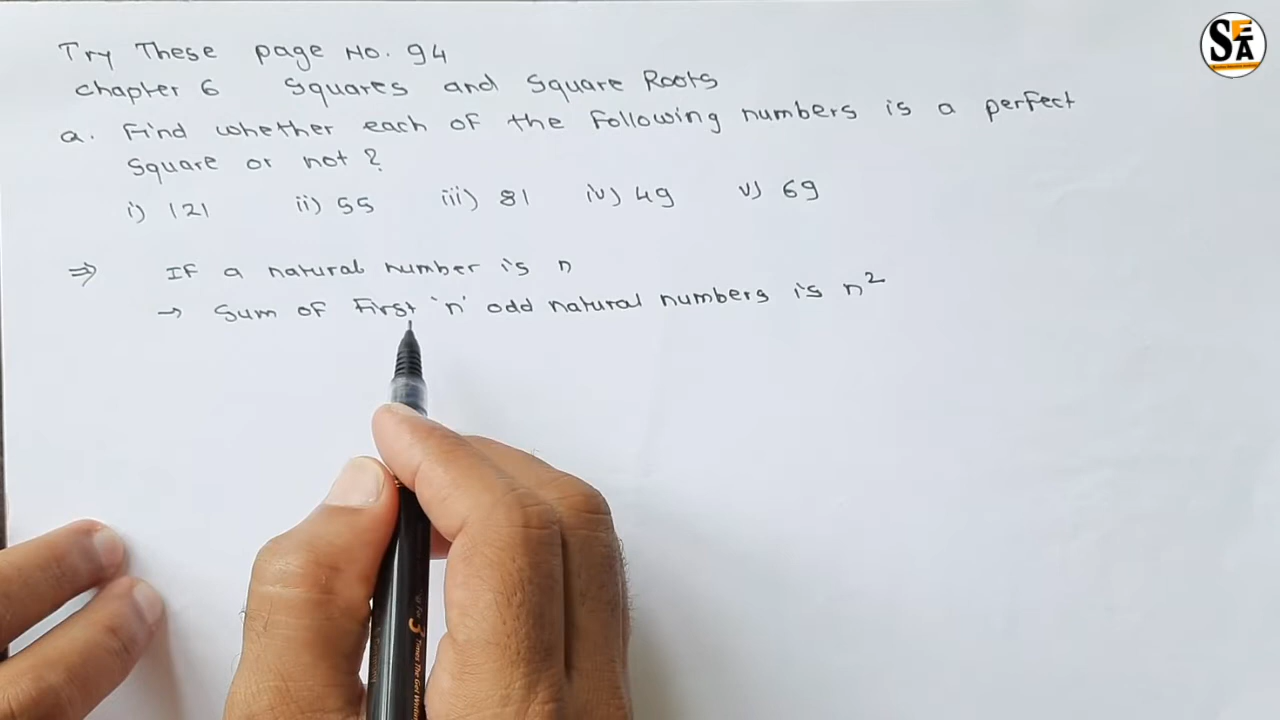 Try These page No. 94
chapter 6 Squares and Square Roots
a. Find whether each of the following numbers is a perfect
square or not?
i) 121 ii) 55 iii) 81 iv) 49 v) 69
⇒ If a natural number is n
→ Sum of First 'n' odd natural numbers is n²
SETA
3